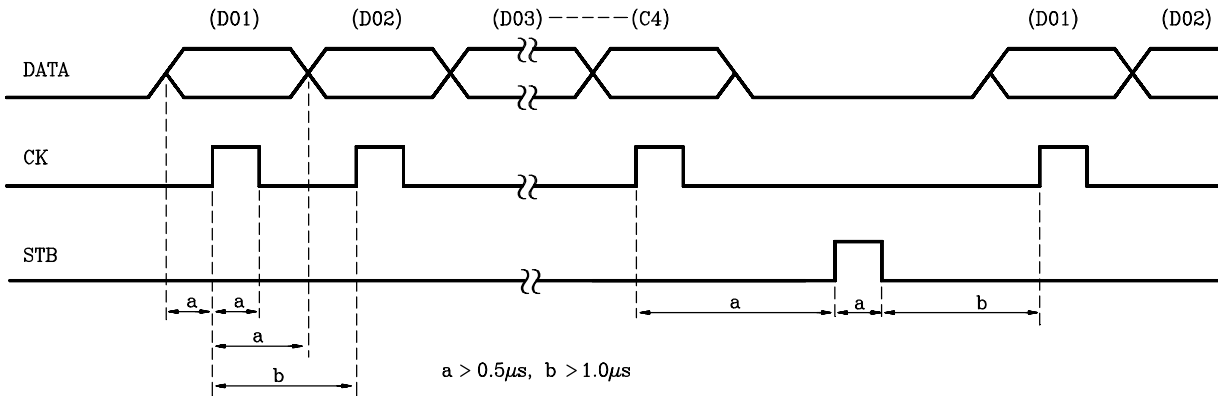 (D01) (D02) (D03) ----- (C4) (D01) (D02)
DATA
CK
STB
a a a a b
a
b
a > 0.5μs, b > 1.0μs